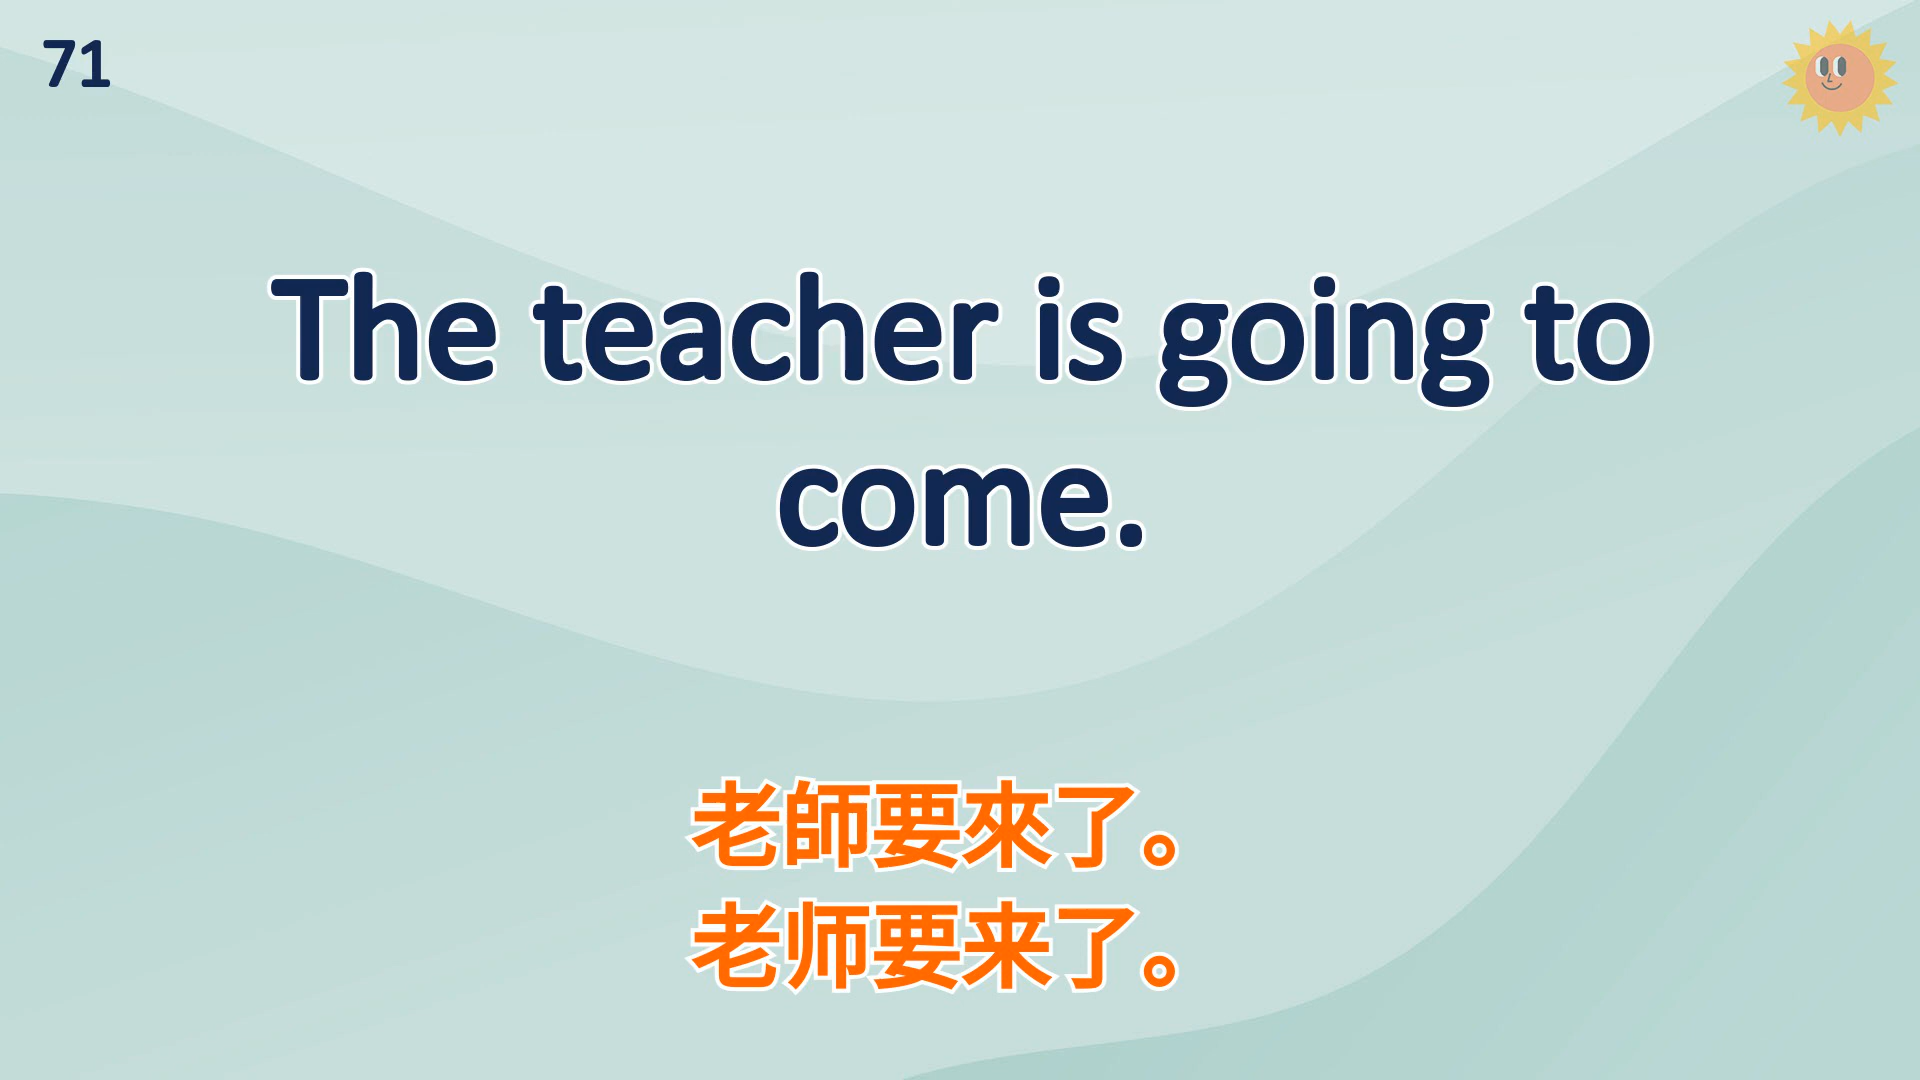 71
The teacher is going to
come.
老師要來了。
老师要来了。